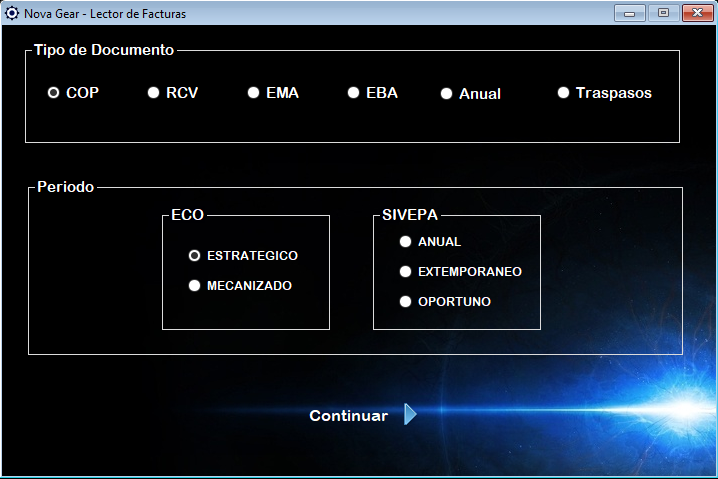 Nova Gear - Lector de Facturas
Tipo de Documento
COP RCV EMA EBA Anual Traspasos
Periodo
ECO
ESTRATEGICO
MECANIZADO
SIVEPA
ANUAL
EXTEMPORANEO
OPORTUNO
Continuar